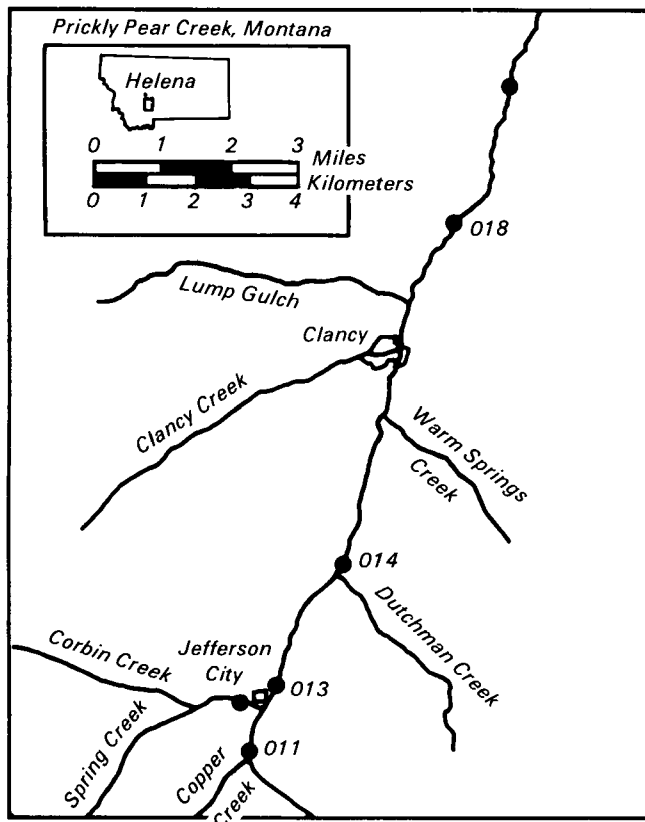 Prickly Pear Creek, Montana
Helena
0 1 2 3
Miles
Kilometers
0 1 2 3 4
018
Lump Gulch
Clancy
Clancy Creek
Warm Springs
Creek
014
Dutchman Creek
Corbin Creek
Jefferson
City
013
Spring Creek
011
Copper
Creek